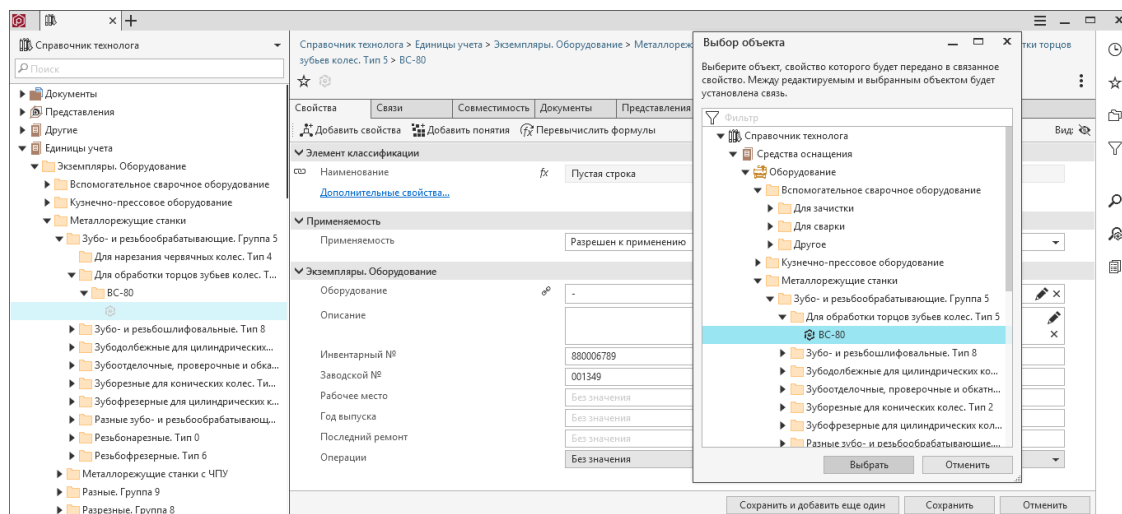 Справочник технолога
Поиск
Документы
Представления
Другие
Единицы учета
Экземпляры. Оборудование
Вспомогательное сварочное оборудование
Кузнечно-прессовое оборудование
Металлорежущие станки
Зубо- и резьбообрабатывающие. Группа 5
Для нарезания червячных колес. Тип 4
Для обработки торцов зубьев колес. Т...
ВС-80
Зубо- и резьбошлифовальные. Тип 8
Зубодолбежные для цилиндрических...
Зубоотделочные, проверочные и обка...
Зуборезные для конических колес. Ти...
Зубофрезерные для цилиндрических к...
Разные зубо- и резьбообрабатывающ...
Резьбонарезные. Тип 0
Резьбофрезерные. Тип 6
Металлорежущие станки с ЧПУ
Разные. Группа 9
Разрезные. Группа 8
Справочник технолога > Единицы учета > Экземпляры. Оборудование > Металлореж
тки торцов
зубьев колес. Тип 5 > ВС-80
Свойства Связи Совместимость Документы Представления
Добавить свойства Добавить понятия Перевычислить формулы Вид:
Элемент классификации
Наименование fx Пустая строка
Дополнительные свойства...
Применяемость
Применяемость Разрешен к применению
Экземпляры. Оборудование
Оборудование -
Описание
Инвентарный № 880006789
Заводской № 001349
Рабочее место Без значения
Год выпуска Без значения
Последний ремонт Без значения
Операции Без значения
Сохранить и добавить еще один Сохранить Отменить
Выбор объекта
Выберите объект, свойство которого будет передано в связанное
свойство. Между редактируемым и выбранным объектом будет
установлена связь.
Фильтр
Справочник технолога
Средства оснащения
Оборудование
Вспомогательное сварочное оборудование
Для зачистки
Для сварки
Другое
Кузнечно-прессовое оборудование
Металлорежущие станки
Зубо- и резьбообрабатывающие. Группа 5
Для обработки торцов зубьев колес. Тип 5
ВС-80
Зубо- и резьбошлифовальные. Тип 8
Зубодолбежные для цилиндрических ко...
Зубоотделочные, проверочные и обкатн...
Зуборезные для конических колес. Тип 2
Зубофрезерные для цилиндрических кол...
Разные зубо- и резьбообрабатывающие....
Выбрать Отменить